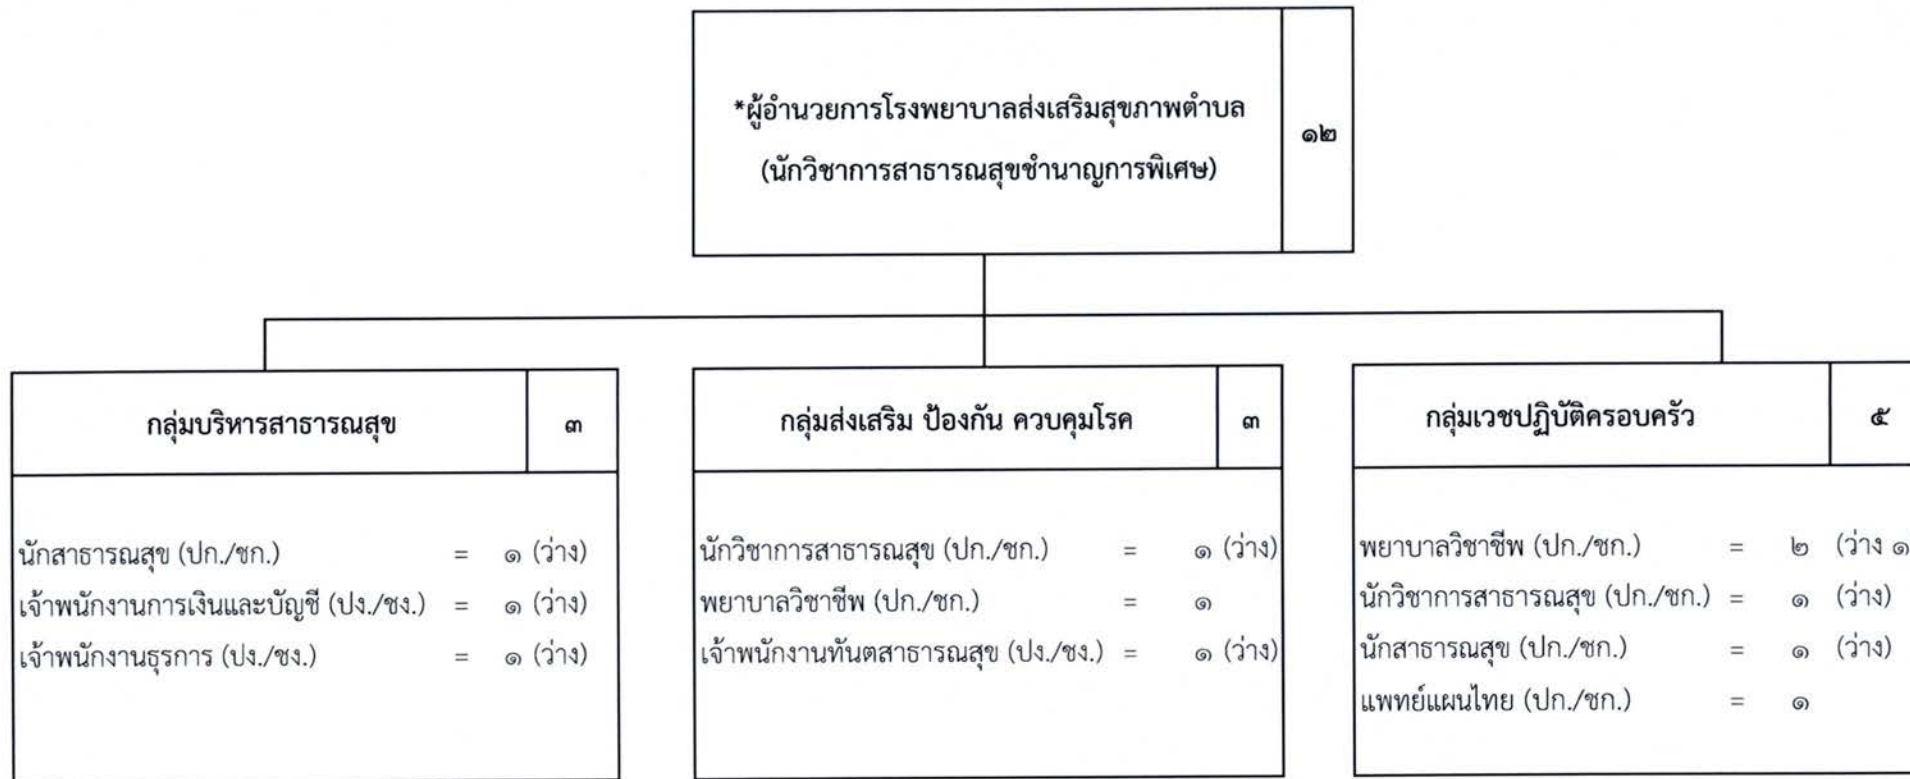 *ผู้อำนวยการโรงพยาบาลส่งเสริมสุขภาพตำบล
(นักวิชาการสาธารณสุขชำนาญการพิเศษ)
๑๒
กลุ่มบริหารสาธารณสุข ๓
นักสาธารณสุข (ปก./ชก.) = ๑ (ว่าง)
เจ้าพนักงานการเงินและบัญชี (ปง./ชง.) = ๑ (ว่าง)
เจ้าพนักงานธุรการ (ปง./ชง.) = ๑ (ว่าง)
กลุ่มส่งเสริม ป้องกัน ควบคุมโรค ๓
นักวิชาการสาธารณสุข (ปก./ชก.) = ๑ (ว่าง)
พยาบาลวิชาชีพ (ปก./ชก.) = ๑
เจ้าพนักงานทันตสาธารณสุข (ปง./ชง.) = ๑ (ว่าง)
กลุ่มเวชปฏิบัติครอบครัว ๕
พยาบาลวิชาชีพ (ปก./ชก.) = ๒ (ว่าง ๑
นักวิชาการสาธารณสุข (ปก./ชก.) = ๑ (ว่าง)
นักสาธารณสุข (ปก./ชก.) = ๑ (ว่าง)
แพทย์แผนไทย (ปก./ชก.) = ๑